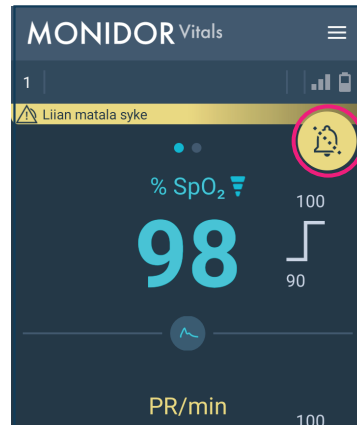 MONIDOR Vitals
1
Liian matala syke
% SpO₂
100
98
90
PR/min
100